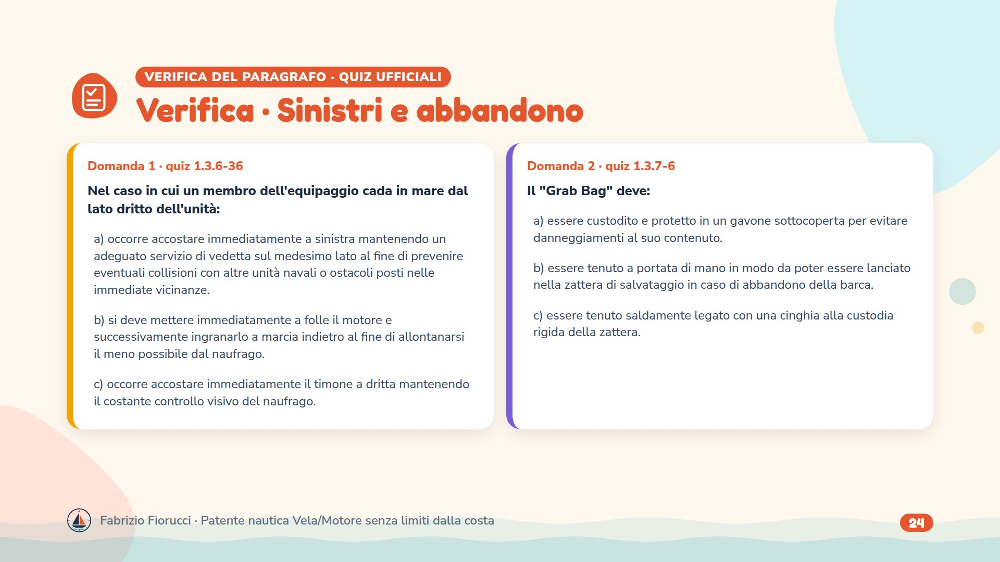 VERIFICA DEL PARAGRAFO · QUIZ UFFICIALI
Verifica · Sinistri e abbandono
Domanda 1 · quiz 1.3.6-36
Nel caso in cui un membro dell'equipaggio cada in mare dal
lato dritto dell'unità:
a) occorre accostare immediatamente a sinistra mantenendo un
adeguato servizio di vedetta sul medesimo lato al fine di prevenire
eventuali collisioni con altre unità navali o ostacoli posti nelle
immediate vicinanze.
b) si deve mettere immediatamente a folle il motore e
successivamente ingranarlo a marcia indietro al fine di allontanarsi
il meno possibile dal naufrago.
c) occorre accostare immediatamente il timone a dritta mantenendo
il costante controllo visivo del naufrago.
Domanda 2 · quiz 1.3.7-6
Il "Grab Bag" deve:
a) essere custodito e protetto in un gavone sottocoperta per evitare
danneggiamenti al suo contenuto.
b) essere tenuto a portata di mano in modo da poter essere lanciato
nella zattera di salvataggio in caso di abbandono della barca.
c) essere tenuto saldamente legato con una cinghia alla custodia
rigida della zattera.
Fabrizio Fiorucci · Patente nautica Vela/Motore senza limiti dalla costa
24